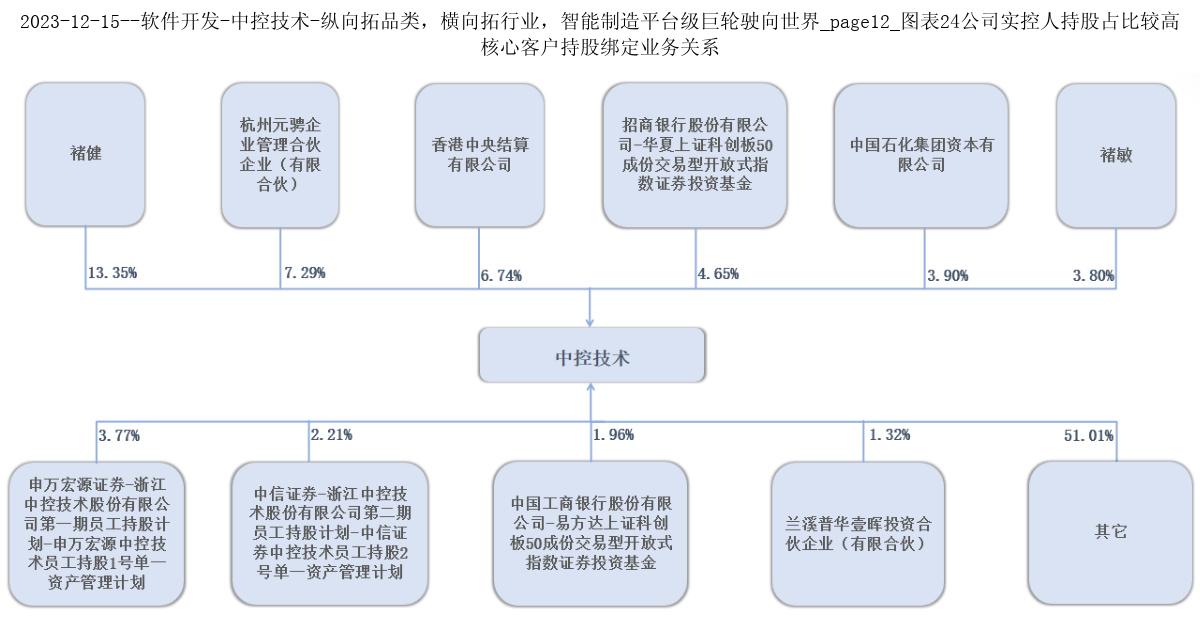 2023-12-15--软件开发-中控技术-纵向拓品类，横向拓行业，智能制造平台级巨轮驶向世界_page12_图表24公司实控人持股占比较高
核心客户持股绑定业务关系
褚健
杭州元骋企
业管理合伙
企业（有限
合伙）
香港中央结算
有限公司
招商银行股份有限公
司-华夏上证科创板50
成份交易型开放式指
数证券投资基金
中国石化集团资本有
限公司
褚敏
13.35%
7.29%
6.74%
4.65%
3.90%
3.80%
中控技术
3.77%
2.21%
1.96%
1.32%
51.01%
申万宏源证券-浙江
中控技术股份有限公
司第一期员工持股计
划-申万宏源中控技
术员工持股1号单一
资产管理计划
中信证券-浙江中控技
术股份有限公司第二期
员工持股计划-中信证
券中控技术员工持股2
号单一资产管理计划
中国工商银行股份有限
公司-易方达上证科创
板50成份交易型开放式
指数证券投资基金
兰溪普华壹晖投资合
伙企业（有限合伙）
其它